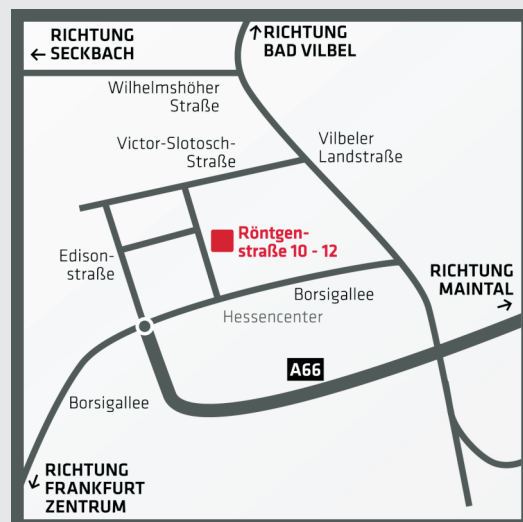 RICHTUNG
← SECKBACH
↗RICHTUNG
BAD VILBEL
Wilhelmshöher
Straße
Victor-Slotosch-
Straße
Vilbeler
Landstraße
Röntgen-
straße 10 - 12
Edison-
straße
RICHTUNG
MAINTAL
Borsigallee
Hessencenter
A66
Borsigallee
RICHTUNG
FRANKFURT
ZENTRUM